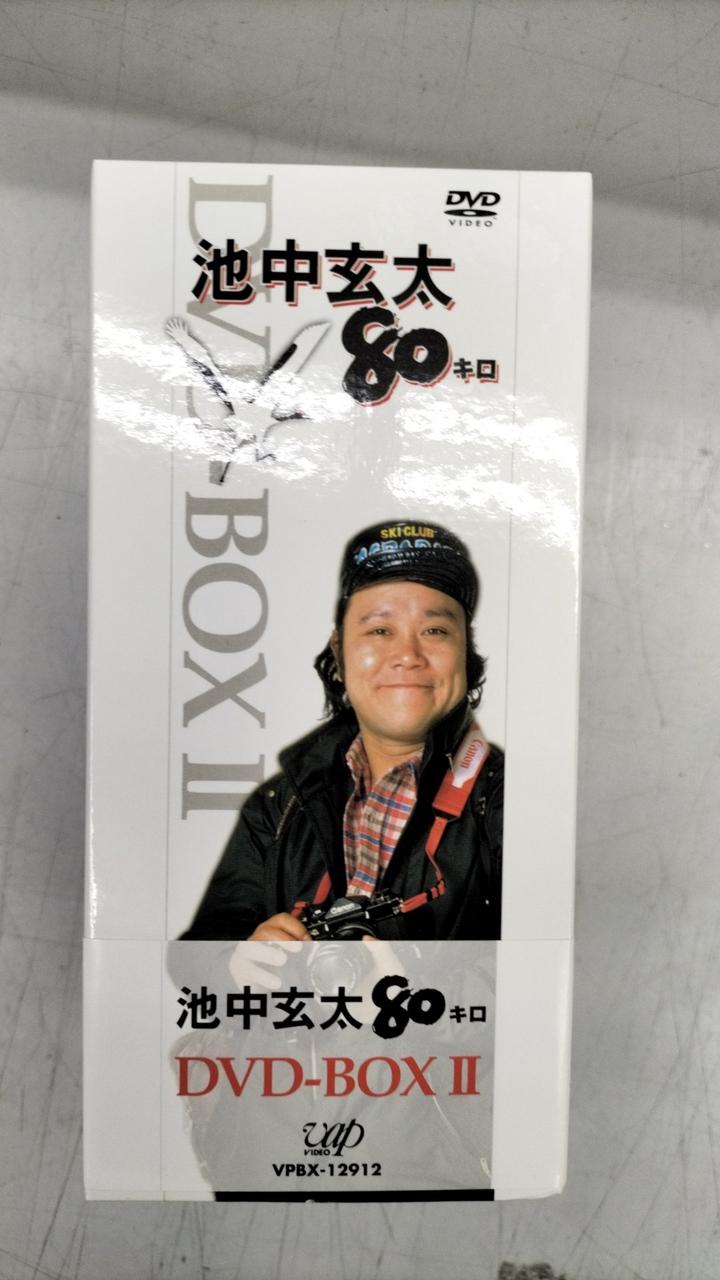 DVD
VIDEO
池中玄太
80キロ
DVD-BOX II
SKI CLUB
Canon
Canon
池中玄太80キロ
DVD-BOX II
vap
VIDEO
VPBX-12912